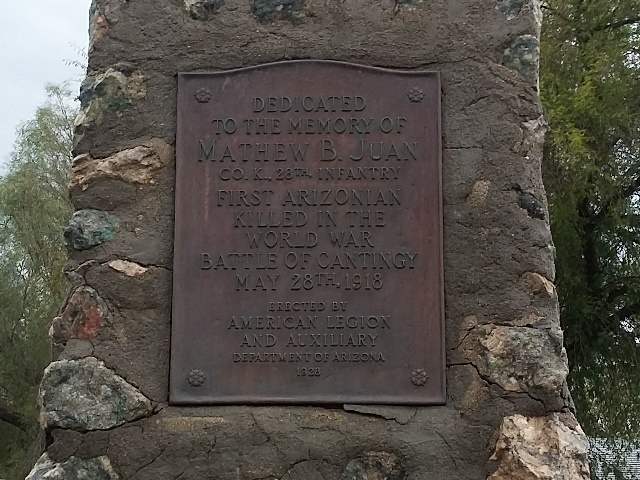 DEDICATED
TO THE MEMORY OF
MATHEW B. JUAN
CO. K., 28TH. INFANTRY
FIRST ARIZONIAN
KILLED IN THE
WORLD WAR
BATTLE OF CANTINGY
MAY 28TH. 1918
ERECTED BY
AMERICAN LEGION
AND AUXILIARY
DEPARTMENT OF ARIZONA
1928